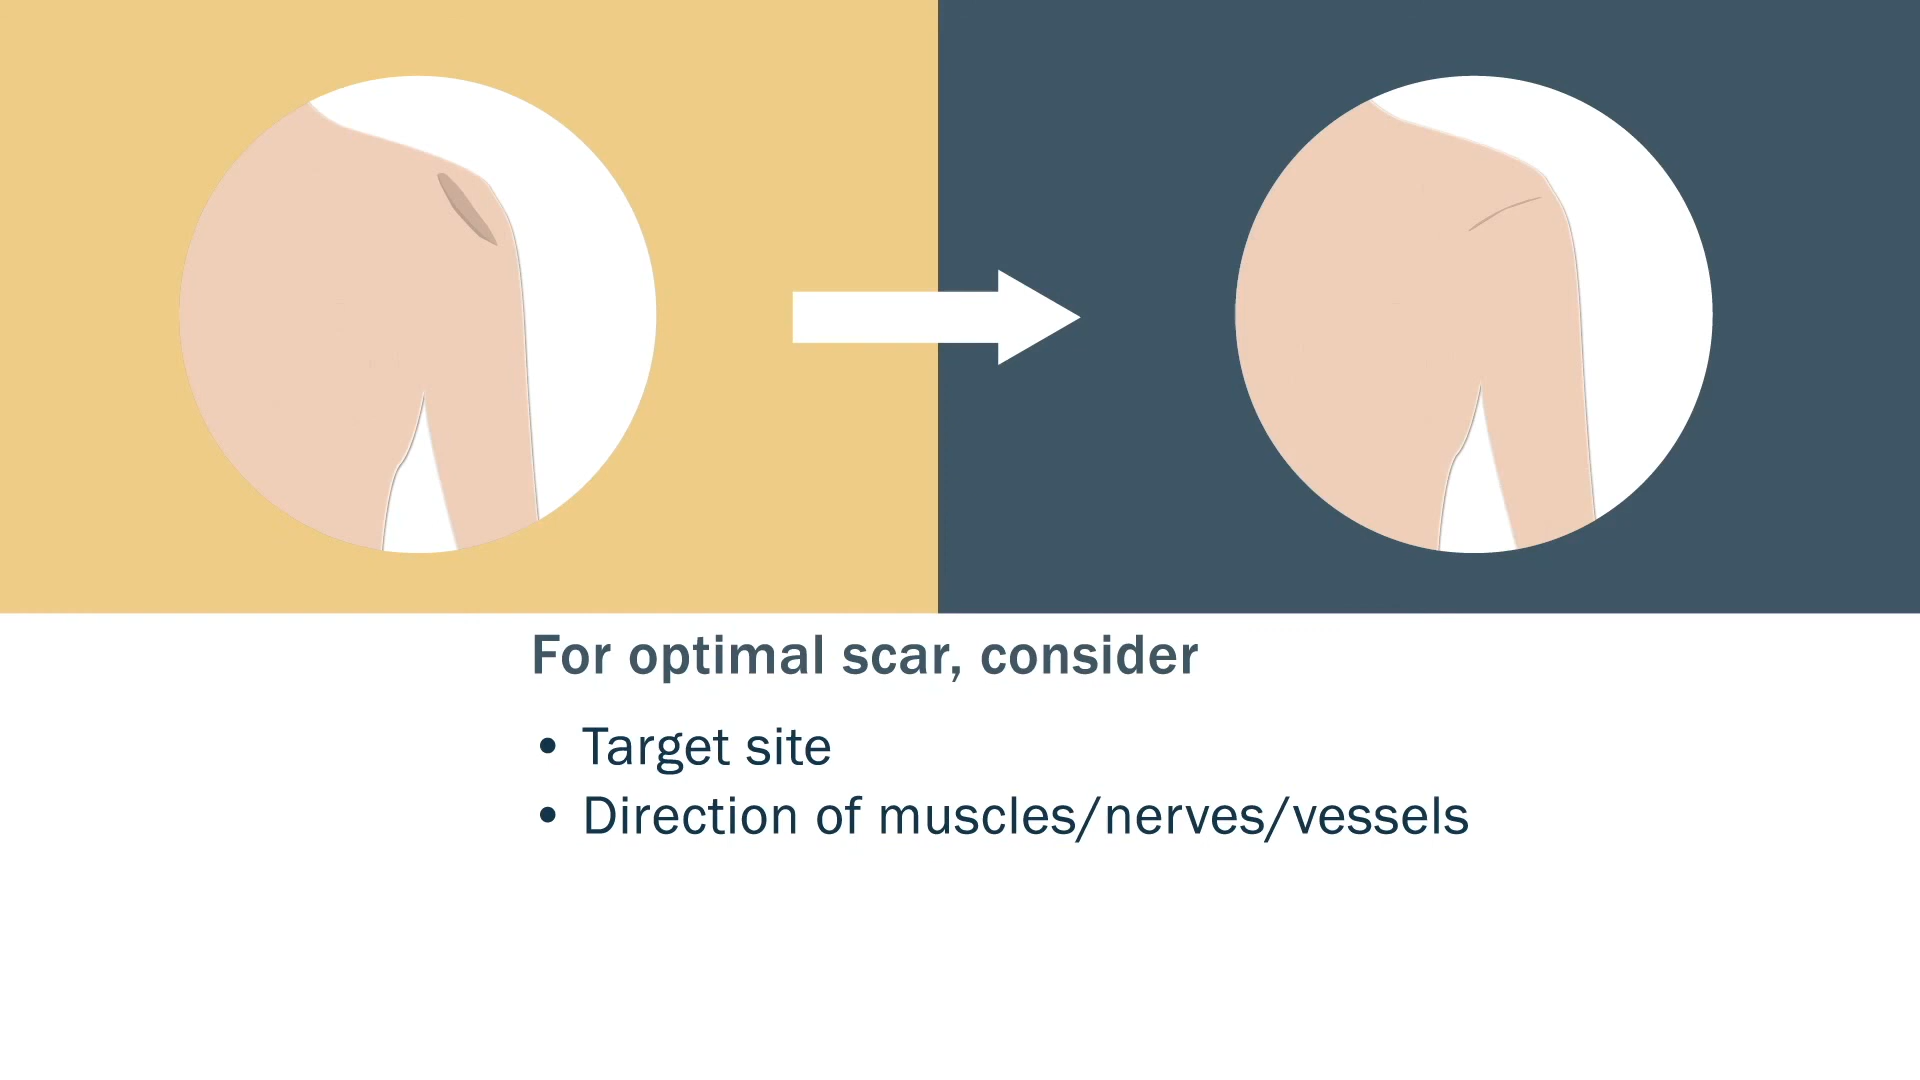 For optimal scar, consider
• Target site
• Direction of muscles/nerves/vessels